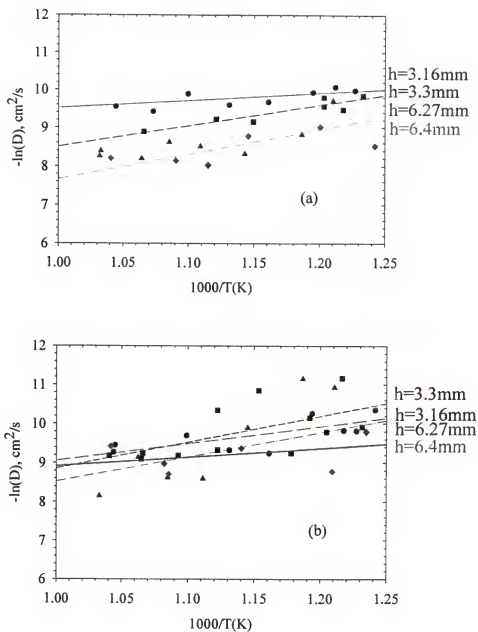 (a)
12
11
10
9
8
7
6
-ln(D), cm²/s
h=3.16mm
h=3.3mm
h=6.27mm
h=6.4mm
(a)
1.00 1.05 1.10 1.15 1.20 1.25
1000/T(K)
12
11
10
9
8
7
6
-ln(D), cm²/s
h=3.3mm
h=3.16mm
h=6.27mm
h=6.4mm
(b)
1.00 1.05 1.10 1.15 1.20 1.25
1000/T(K)